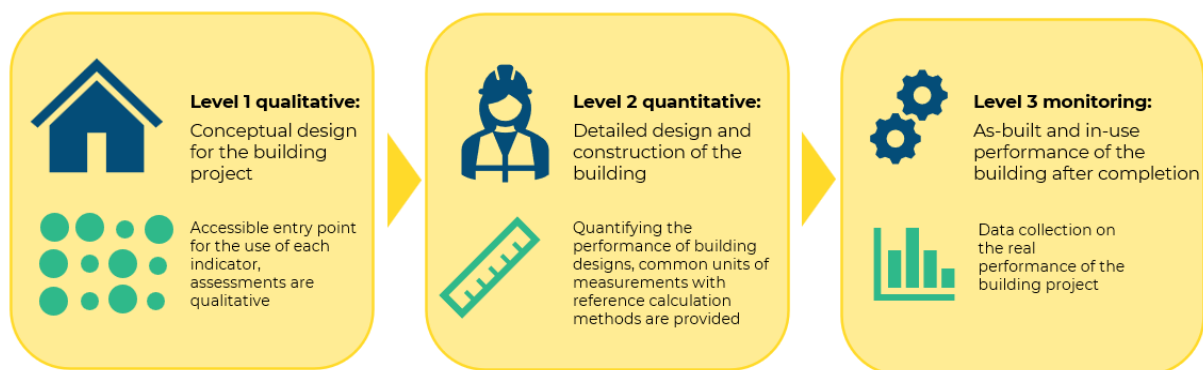 Level 1 qualitative:
Conceptual design
for the building
project
Accessible entry point
for the use of each
indicator,
assessments are
qualitative
Level 2 quantitative:
Detailed design and
construction of the
building
Quantifying the
performance of building
designs, common units of
measurements with
reference calculation
methods are provided
Level 3 monitoring:
As-built and in-use
performance of the
building after completion
Data collection on
the real
performance of the
building project